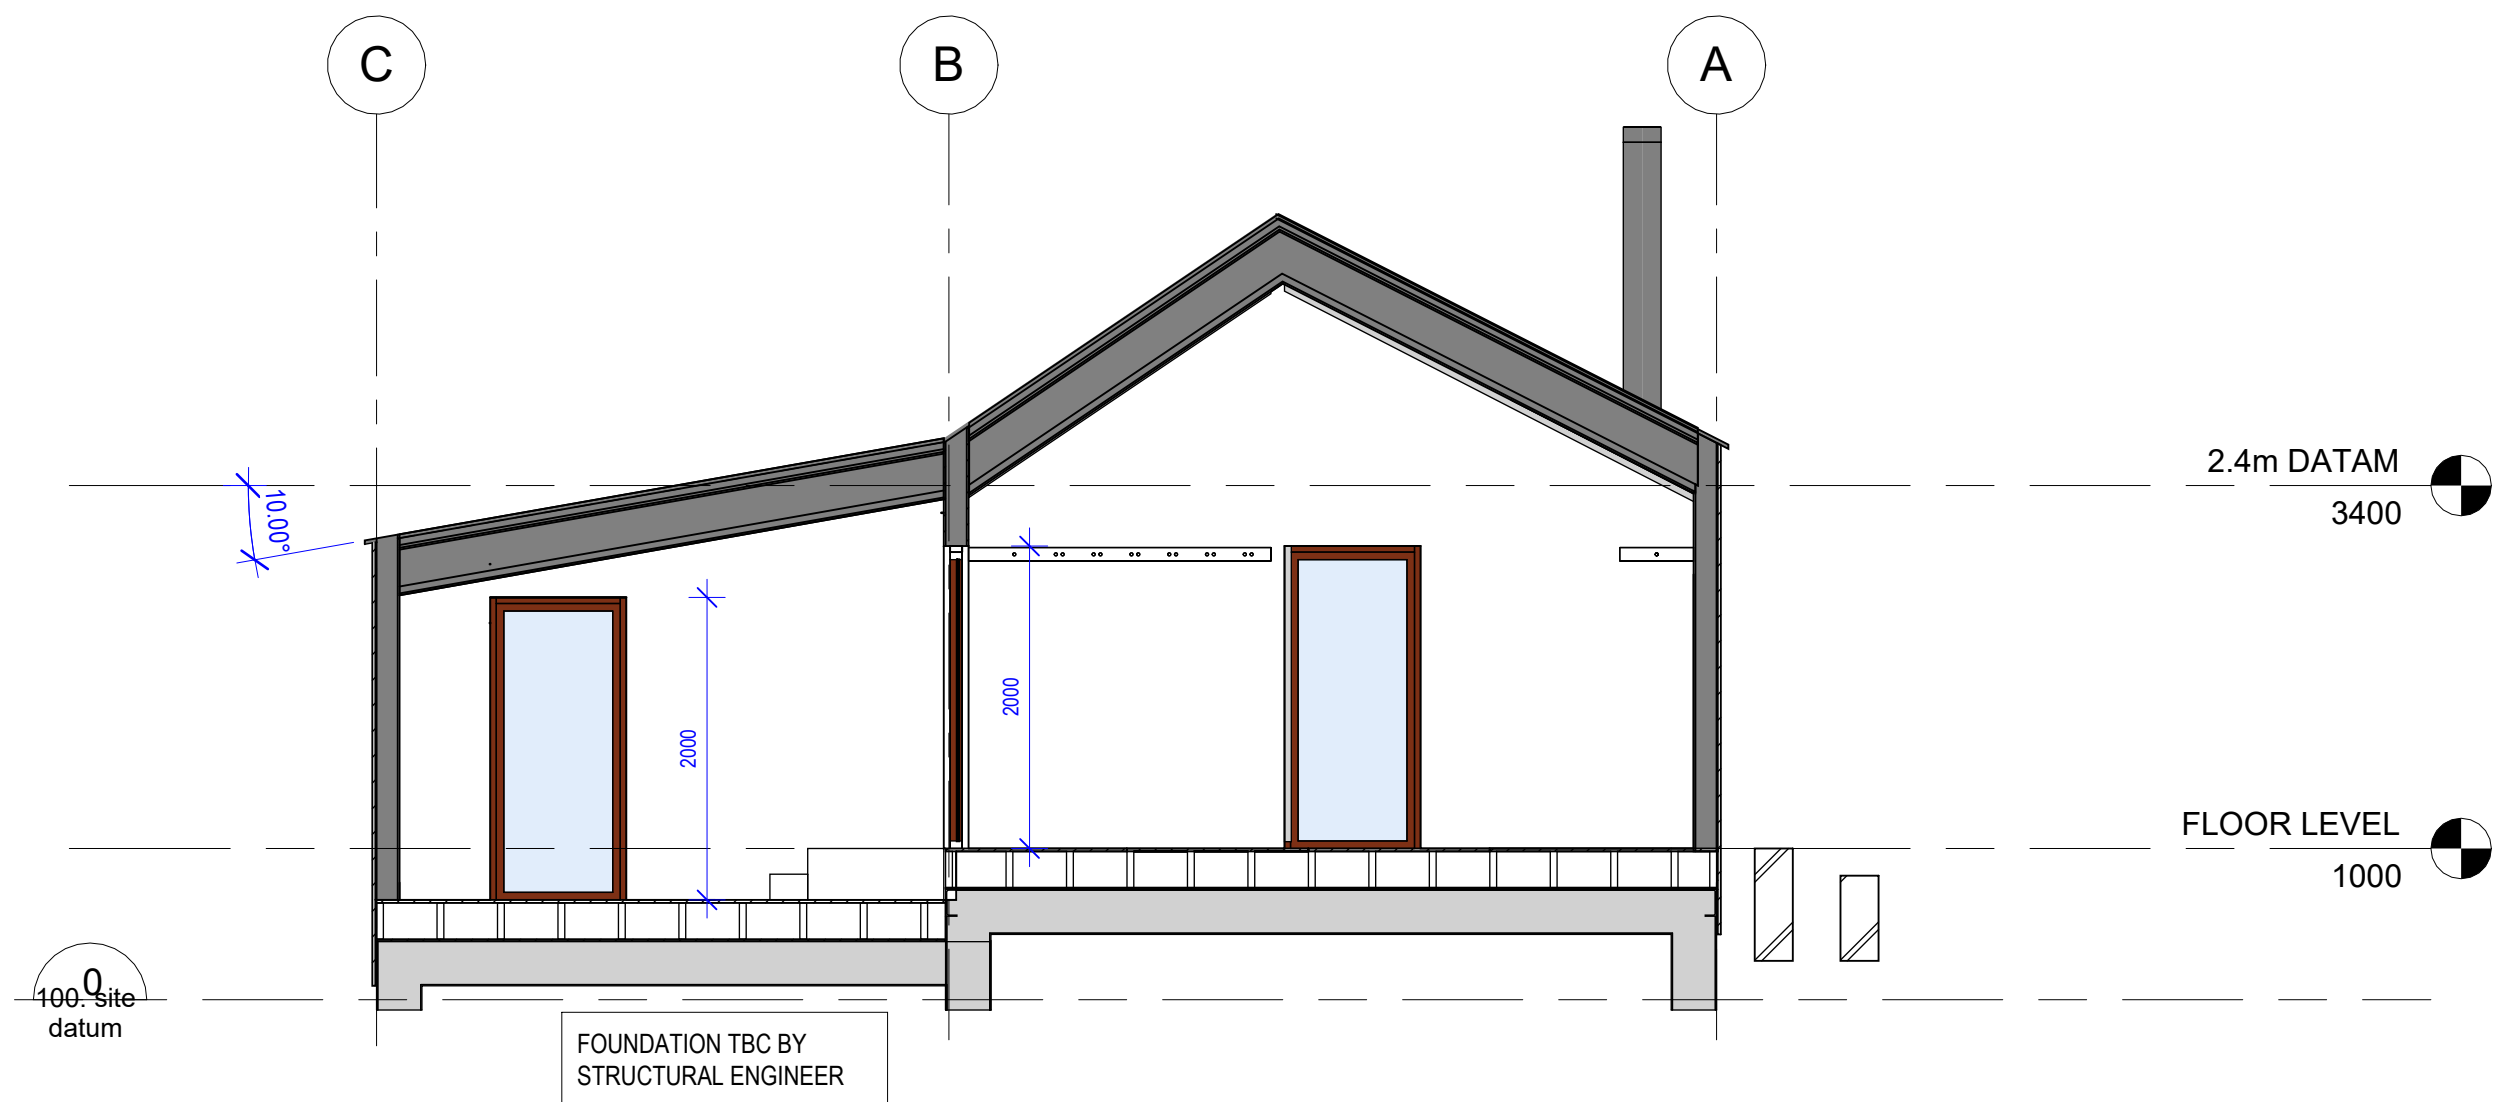 C
B
A
2.4m DATAM
3400
10.00°
2000
2000
FLOOR LEVEL
1000
0
100. site
datum
FOUNDATION TBC BY
STRUCTURAL ENGINEER